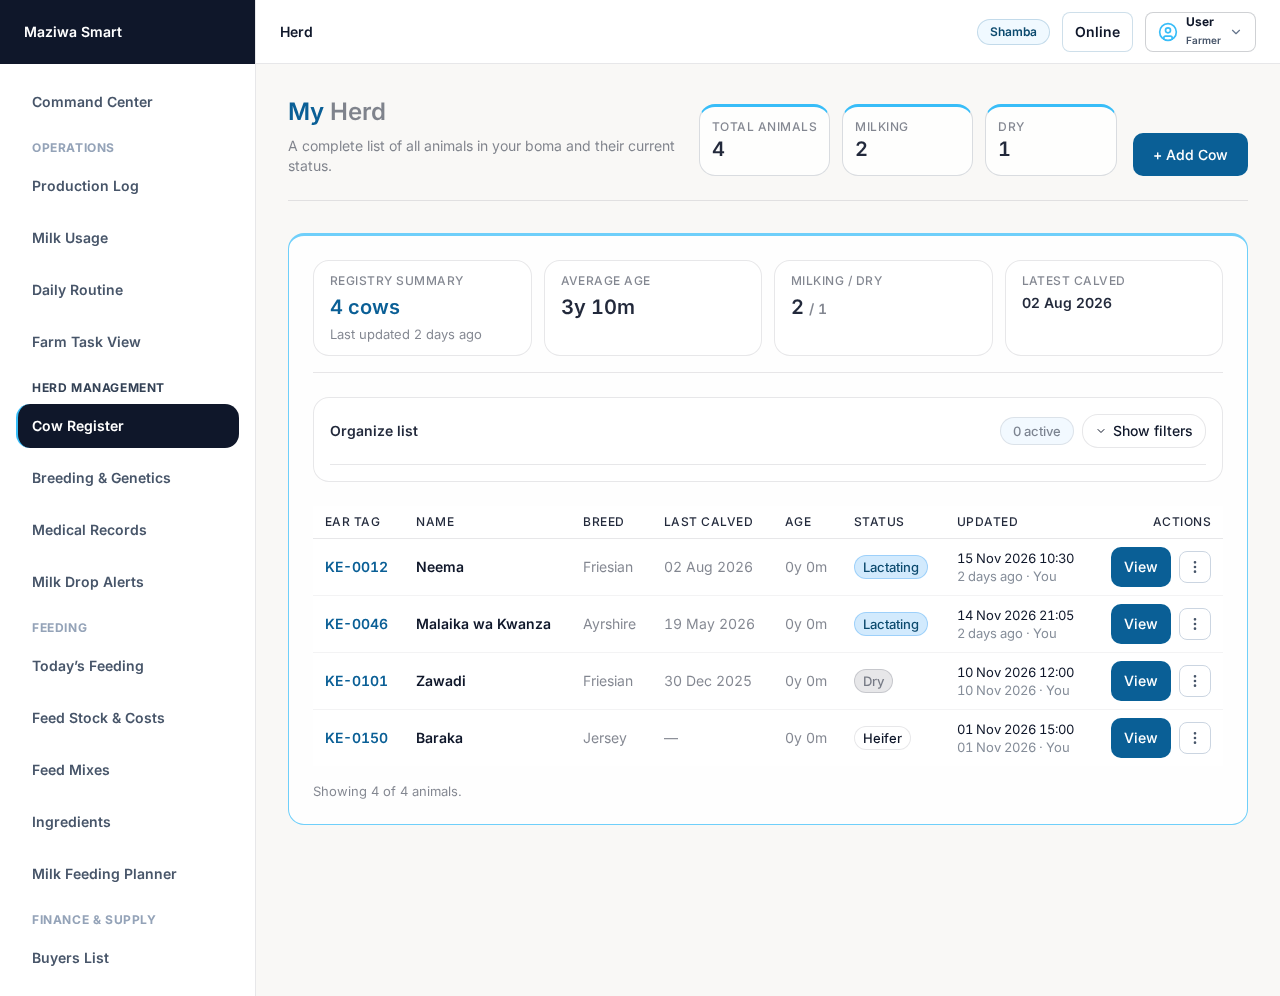 Maziwa Smart
Herd
Shamba
Online
User
Farmer
Command Center
OPERATIONS
Production Log
Milk Usage
Daily Routine
Farm Task View
HERD MANAGEMENT
Cow Register
Breeding & Genetics
Medical Records
Milk Drop Alerts
FEEDING
Today’s Feeding
Feed Stock & Costs
Feed Mixes
Ingredients
Milk Feeding Planner
FINANCE & SUPPLY
Buyers List
My Herd
A complete list of all animals in your boma and their current
status.
TOTAL ANIMALS
4
MILKING
2
DRY
1
+ Add Cow
REGISTRY SUMMARY
4 cows
Last updated 2 days ago
AVERAGE AGE
3y 10m
MILKING / DRY
2 / 1
LATEST CALVED
02 Aug 2026
Organize list
0 active
Show filters
EAR TAG NAME BREED LAST CALVED AGE STATUS UPDATED ACTIONS
KE-0012 Neema Friesian 02 Aug 2026 0y 0m Lactating 15 Nov 2026 10:30 View
2 days ago · You
KE-0046 Malaika wa Kwanza Ayrshire 19 May 2026 0y 0m Lactating 14 Nov 2026 21:05 View
2 days ago · You
KE-0101 Zawadi Friesian 30 Dec 2025 0y 0m Dry 10 Nov 2026 12:00 View
10 Nov 2026 · You
KE-0150 Baraka Jersey — 0y 0m Heifer 01 Nov 2026 15:00 View
01 Nov 2026 · You
Showing 4 of 4 animals.